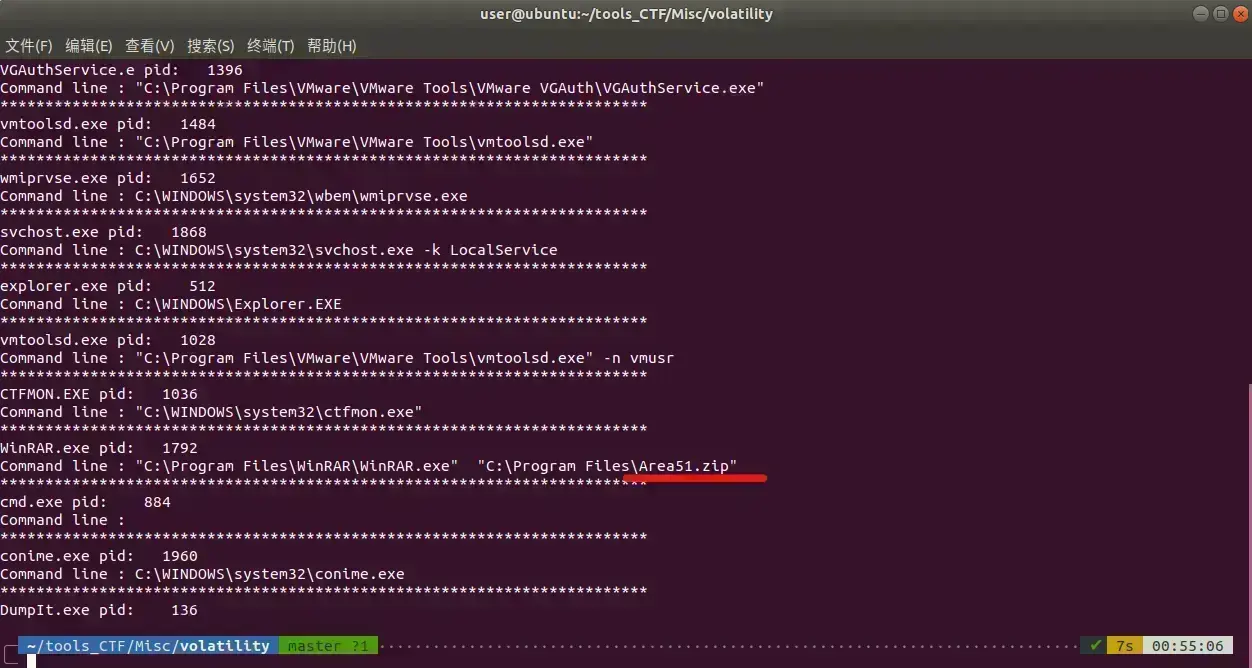 user@ubuntu:~/tools_CTF/Misc/volatility
文件(F) 编辑(E) 查看(V) 搜索(S) 终端(T) 帮助(H)
VGAuthService.e pid:   1396
Command line : "C:\Program Files\VMware\VMware Tools\VMware VGAuth\VGAuthService.exe"
************************************************************************
vmtoolsd.exe pid:   1484
Command line : "C:\Program Files\VMware\VMware Tools\vmtoolsd.exe"
************************************************************************
wmiprvse.exe pid:   1652
Command line : C:\WINDOWS\system32\wbem\wmiprvse.exe
************************************************************************
svchost.exe pid:   1868
Command line : C:\WINDOWS\system32\svchost.exe -k LocalService
************************************************************************
explorer.exe pid:    512
Command line : C:\WINDOWS\Explorer.EXE
************************************************************************
vmtoolsd.exe pid:   1028
Command line : "C:\Program Files\VMware\VMware Tools\vmtoolsd.exe" -n vmusr
************************************************************************
CTFMON.EXE pid:   1036
Command line : "C:\WINDOWS\system32\ctfmon.exe"
************************************************************************
WinRAR.exe pid:   1792
Command line : "C:\Program Files\WinRAR\WinRAR.exe"  "C:\Program Files\Area51.zip"
************************************************************************
cmd.exe pid:    884
Command line :
************************************************************************
conime.exe pid:   1960
Command line : C:\WINDOWS\system32\conime.exe
************************************************************************
DumpIt.exe pid:    136
~/tools_CTF/Misc/volatility master ?1 ✔ 7s 00:55:06